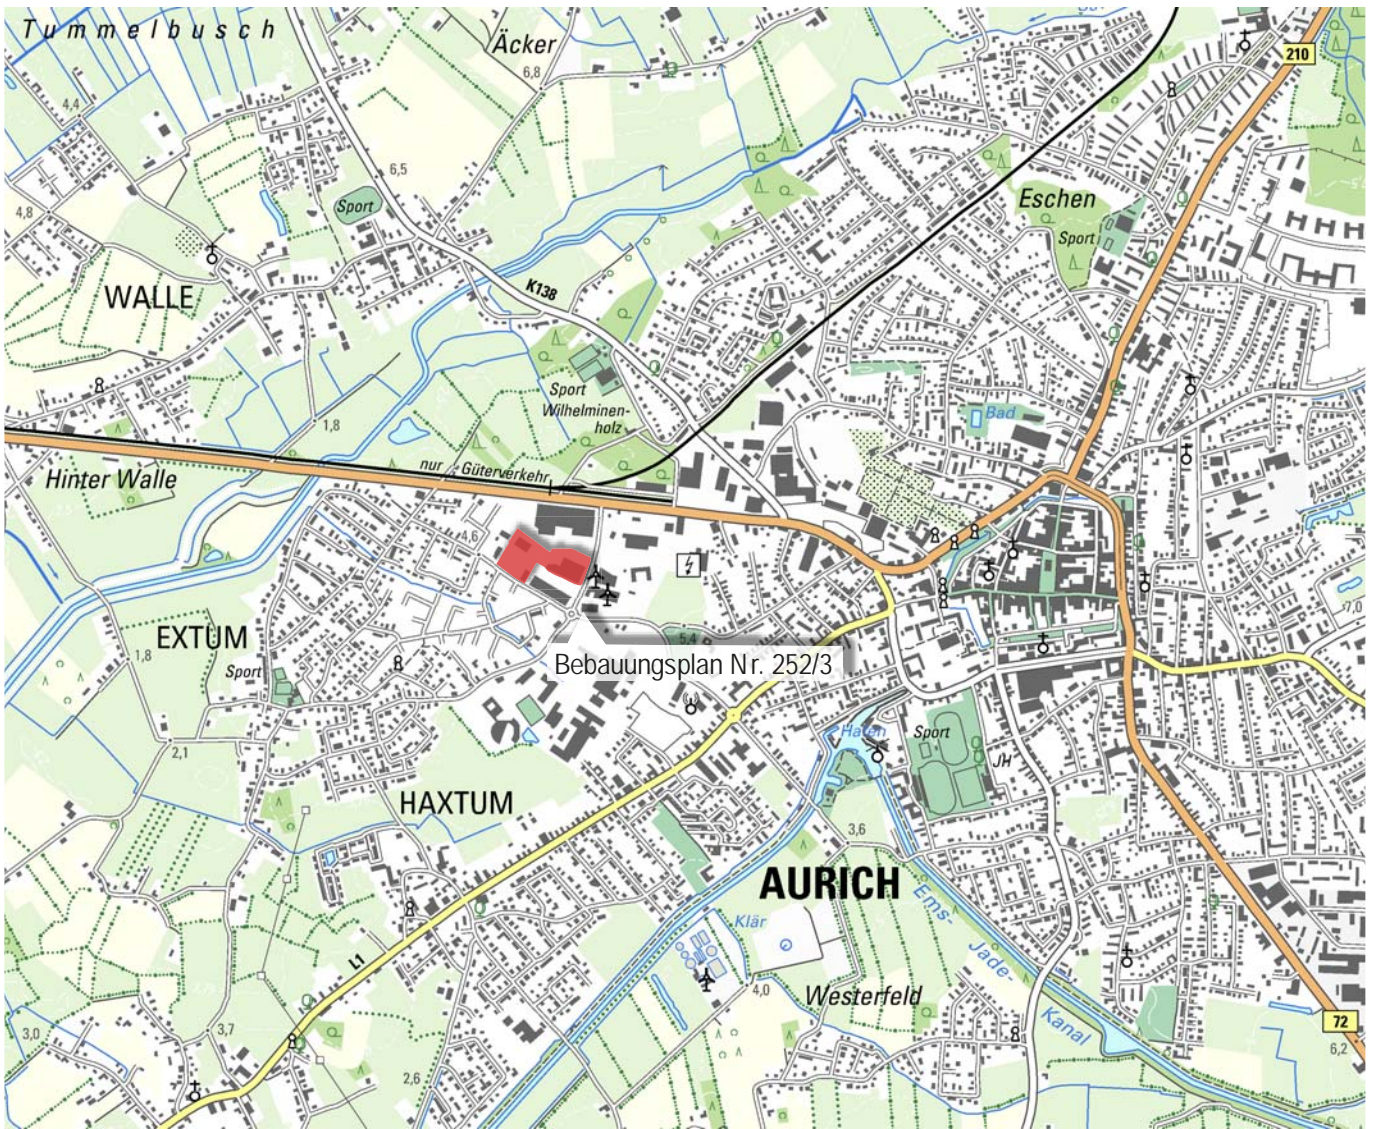 Tummelbusch
Äcker
6,8
210
4,4
6,5
4,8
Sport
Eschen
Sport
WALLE
K138
Sport
Wilhelminen-
holz
Bad
1,8
nur Güterverkehr
Hinter Walle
4,6
7,0
EXTUM
1,8
5,4
Sport
Bebauungsplan Nr. 252/3
2,1
Hafen
Sport
JH
HAXTUM
3,6
AURICH
Klär
Ems-
Jade
Kanal
L1
4,0
Westerfeld
3,0
3,7
72
6,2
2,6